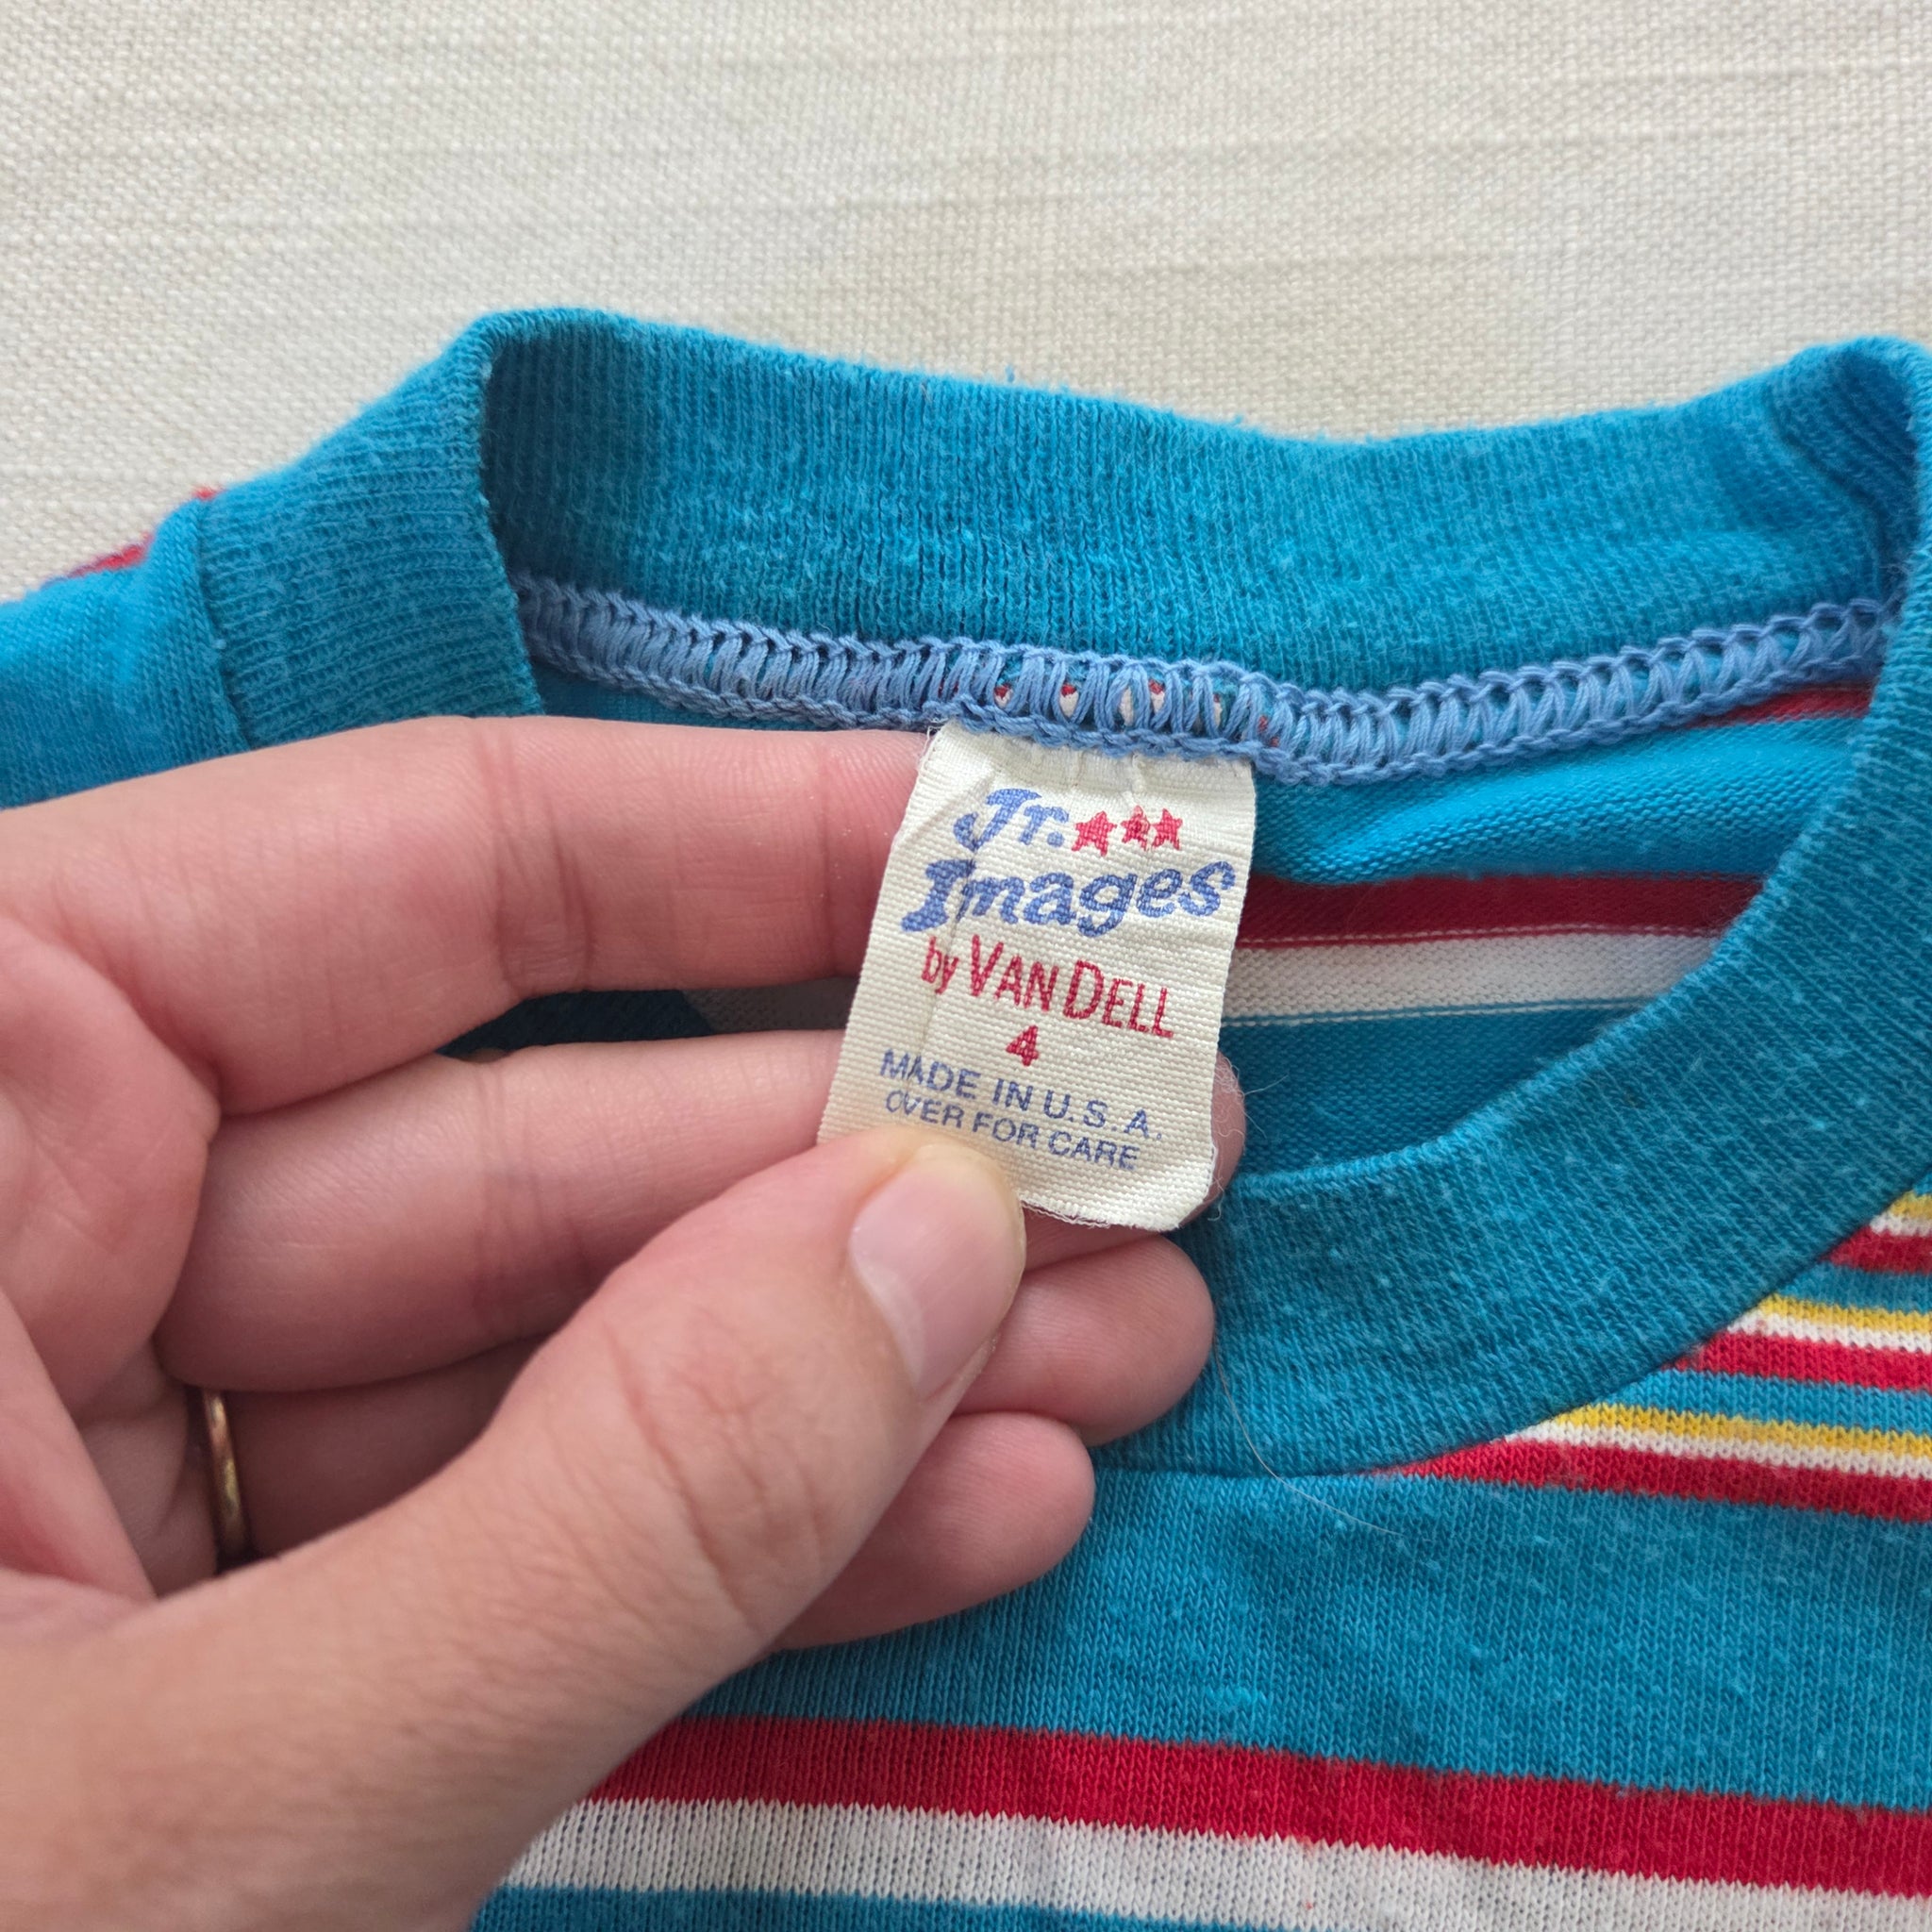 Jr.
Images
by VAN DELL
4
MADE IN U.S.A.
OVER FOR CARE